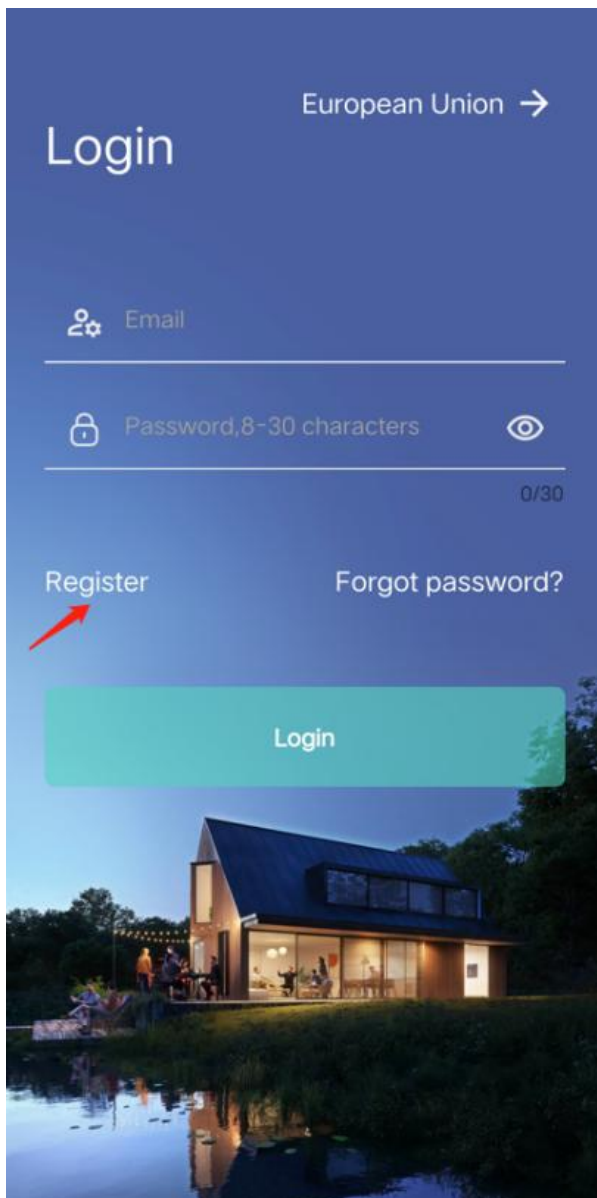 European Union →
Login
Email
Password,8-30 characters
0/30
Register
Forgot password?
Login